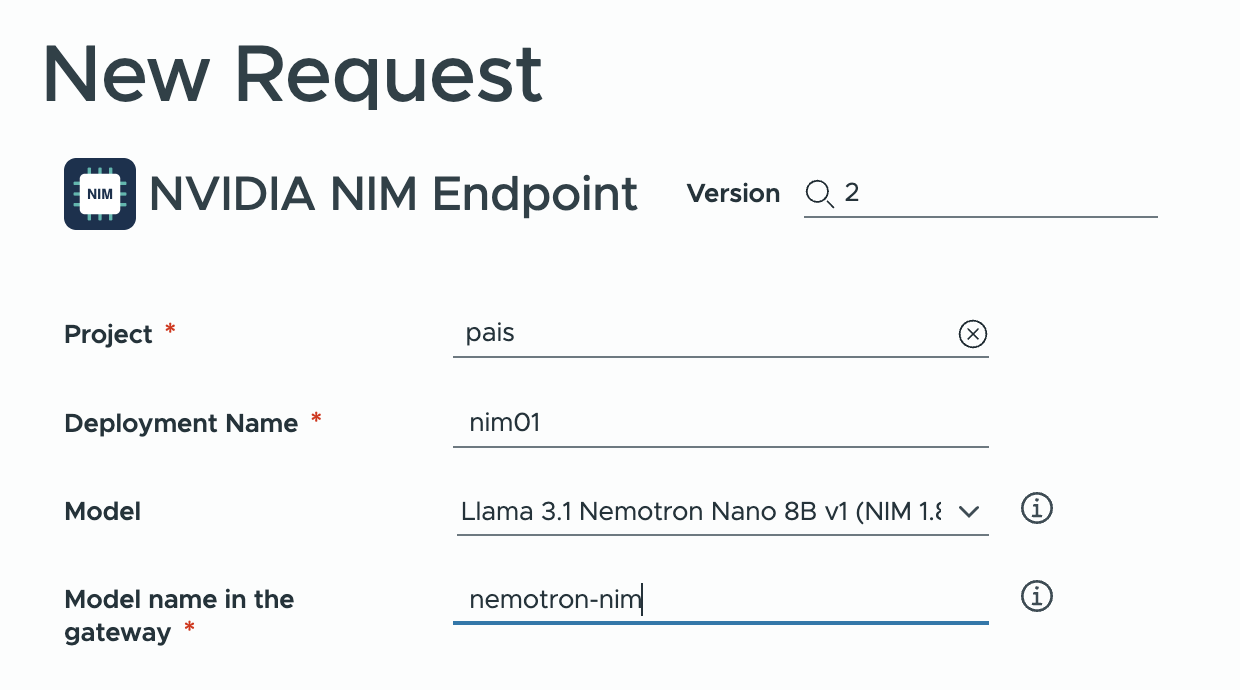 New Request
NIM NVIDIA NIM Endpoint Version 2
Project * pais
Deployment Name * nim01
Model Llama 3.1 Nemotron Nano 8B v1 (NIM
Model name in the nemotron-nim
gateway *